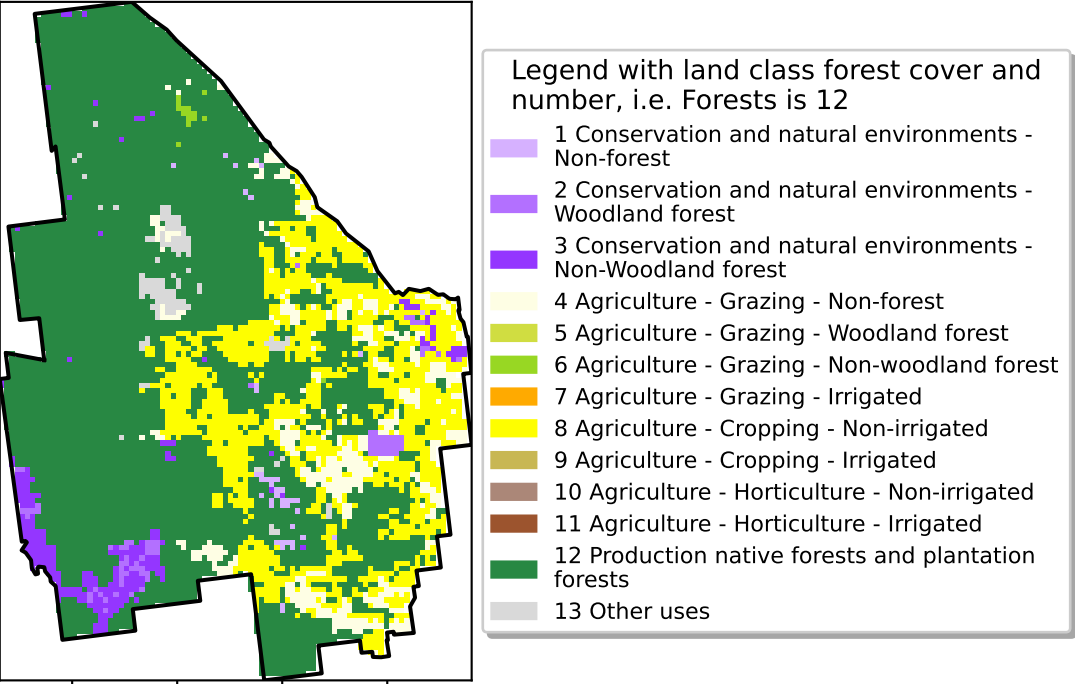 Legend with land class forest cover and
number, i.e. Forests is 12
1 Conservation and natural environments -
Non-forest
2 Conservation and natural environments -
Woodland forest
3 Conservation and natural environments -
Non-Woodland forest
4 Agriculture - Grazing - Non-forest
5 Agriculture - Grazing - Woodland forest
6 Agriculture - Grazing - Non-woodland forest
7 Agriculture - Grazing - Irrigated
8 Agriculture - Cropping - Non-irrigated
9 Agriculture - Cropping - Irrigated
10 Agriculture - Horticulture - Non-irrigated
11 Agriculture - Horticulture - Irrigated
12 Production native forests and plantation
forests
13 Other uses